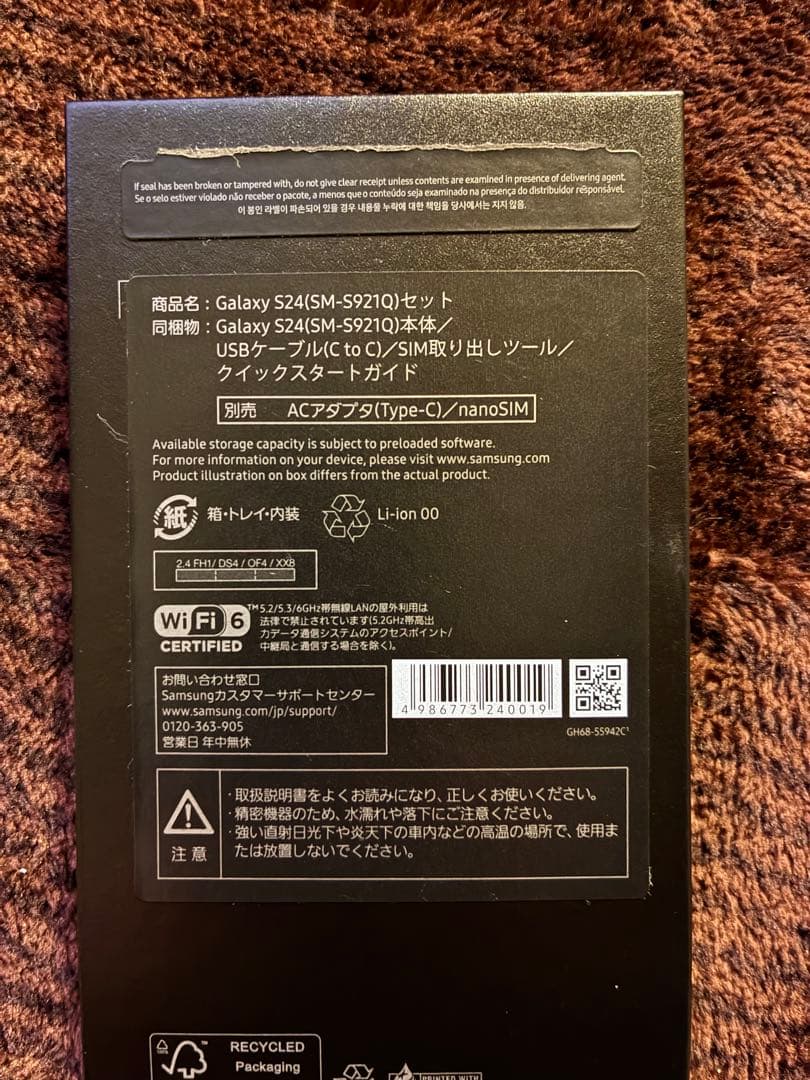 If seal has been broken or tampered with, do not give clear receipt unless contents are examined in presence of delivering agent.
Se o selo estiver violado não receber o pacote, a menos que o conteúdo seja examinado na presença do distribuidor responsável.
이 봉인 라벨이 파손되어 있을 경우 내용물 누락에 대한 책임을 당사에서는 지지 않음.
商品名：Galaxy S24(SM-S921Q)セット
同梱物：Galaxy S24(SM-S921Q)本体／
USBケーブル(C to C)／SIM取り出しツール／
クイックスタートガイド
別売 ACアダプタ(Type-C)／nanoSIM
Available storage capacity is subject to preloaded software.
For more information on your device, please visit www.samsung.com
Product illustration on box differs from the actual product.
紙 箱・トレイ・内装 Li-ion 00
2.4 FH1/ DS4 / OF4 / XX8
Wi Fi 6 ™
CERTIFIED
5.2/5.3/6GHz帯無線LANの屋外利用は
法律で禁止されています(5.2GHz帯高出
力データ通信システムのアクセスポイント/
中継局と通信する場合を除く)。
お問い合わせ窓口
Samsungカスタマーサポートセンター
www.samsung.com/jp/support/
0120-363-905
営業日 年中無休
4 986773 240019
GH68-55942C
注意
・取扱説明書をよくお読みになり、正しくお使いください。
・精密機器のため、水濡れや落下にご注意ください。
・強い直射日光下や炎天下の車内などの高温の場所で、使用ま
たは放置しないでください。
RECYCLED
Packaging
PRINTED WITH